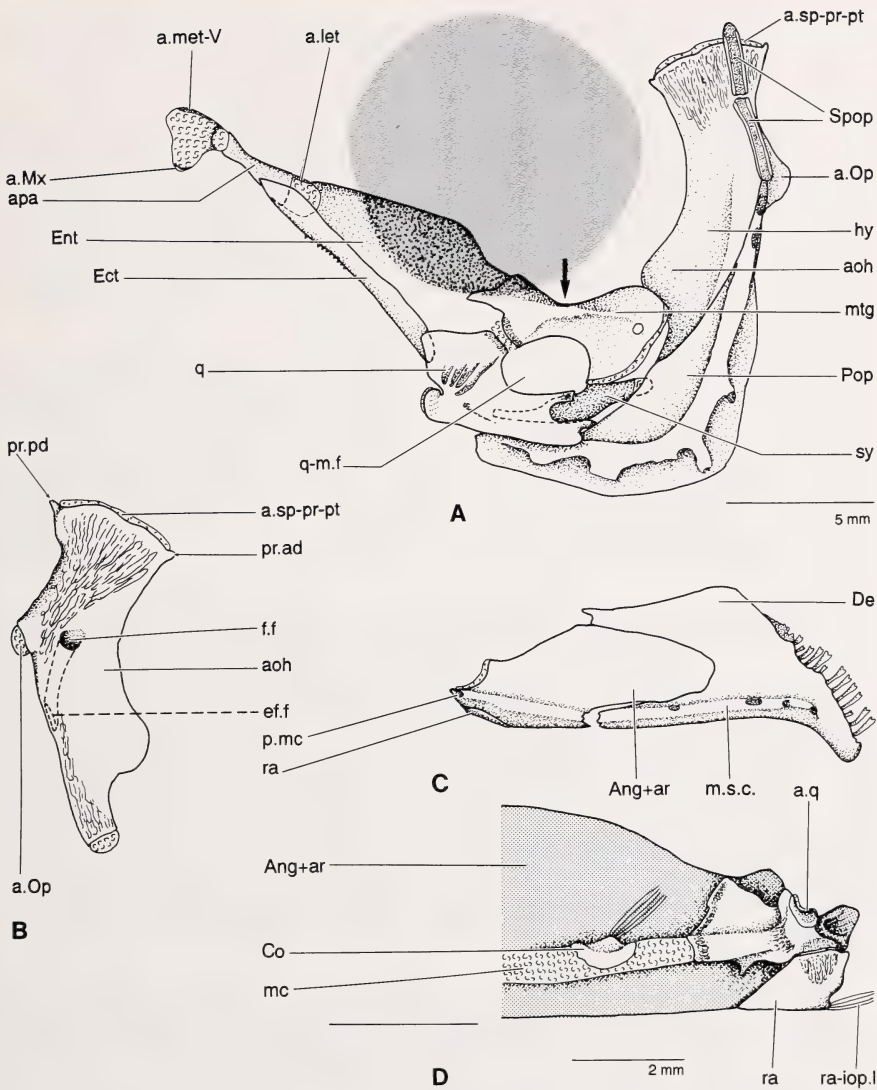 a.met-V
a.let
a.sp-pr-pt
Spop
a.Op
a.Mx
apa
Ent
Ect
hy
aoh
mtg
q
Pop
q-m.f
sy
A
5 mm
pr.pd
a.sp-pr-pt
pr.ad
f.f
aoh
ef.f
a.Op
B
De
p.mc
ra
C
Ang+ar
m.s.c.
a.q
Ang+ar
Co
mc
2 mm
D
ra
ra-iop.l